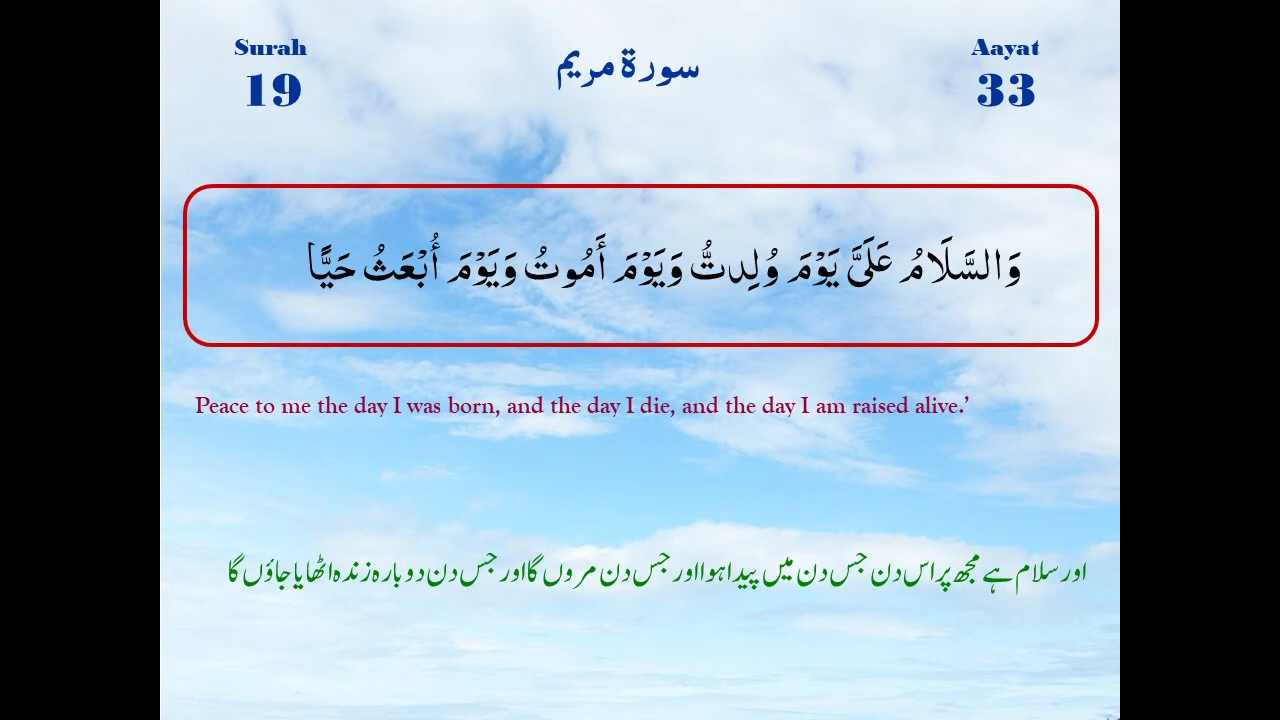 Surah
19
سورة مريم
Aayat
33
وَالسَّلَامُ عَلَيَّ يَوْمَ وُلِدتُّ وَيَوْمَ أَمُوتُ وَيَوْمَ أُبْعَثُ حَيًّا
Peace to me the day I was born, and the day I die, and the day I am raised alive.’
اور سلام ہے مجھ پر اس دن جس دن میں پیدا ہوا اور جس دن مروں گا اور جس دن دوبارہ زندہ اٹھایا جاؤں گا